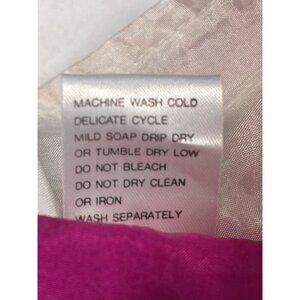 MACHINE WASH COLD
DELICATE CYCLE
MILD SOAP DRIP DRY
OR TUMBLE DRY LOW
DO NOT BLEACH
DO NOT DRY CLEAN
OR IRON
WASH SEPARATELY